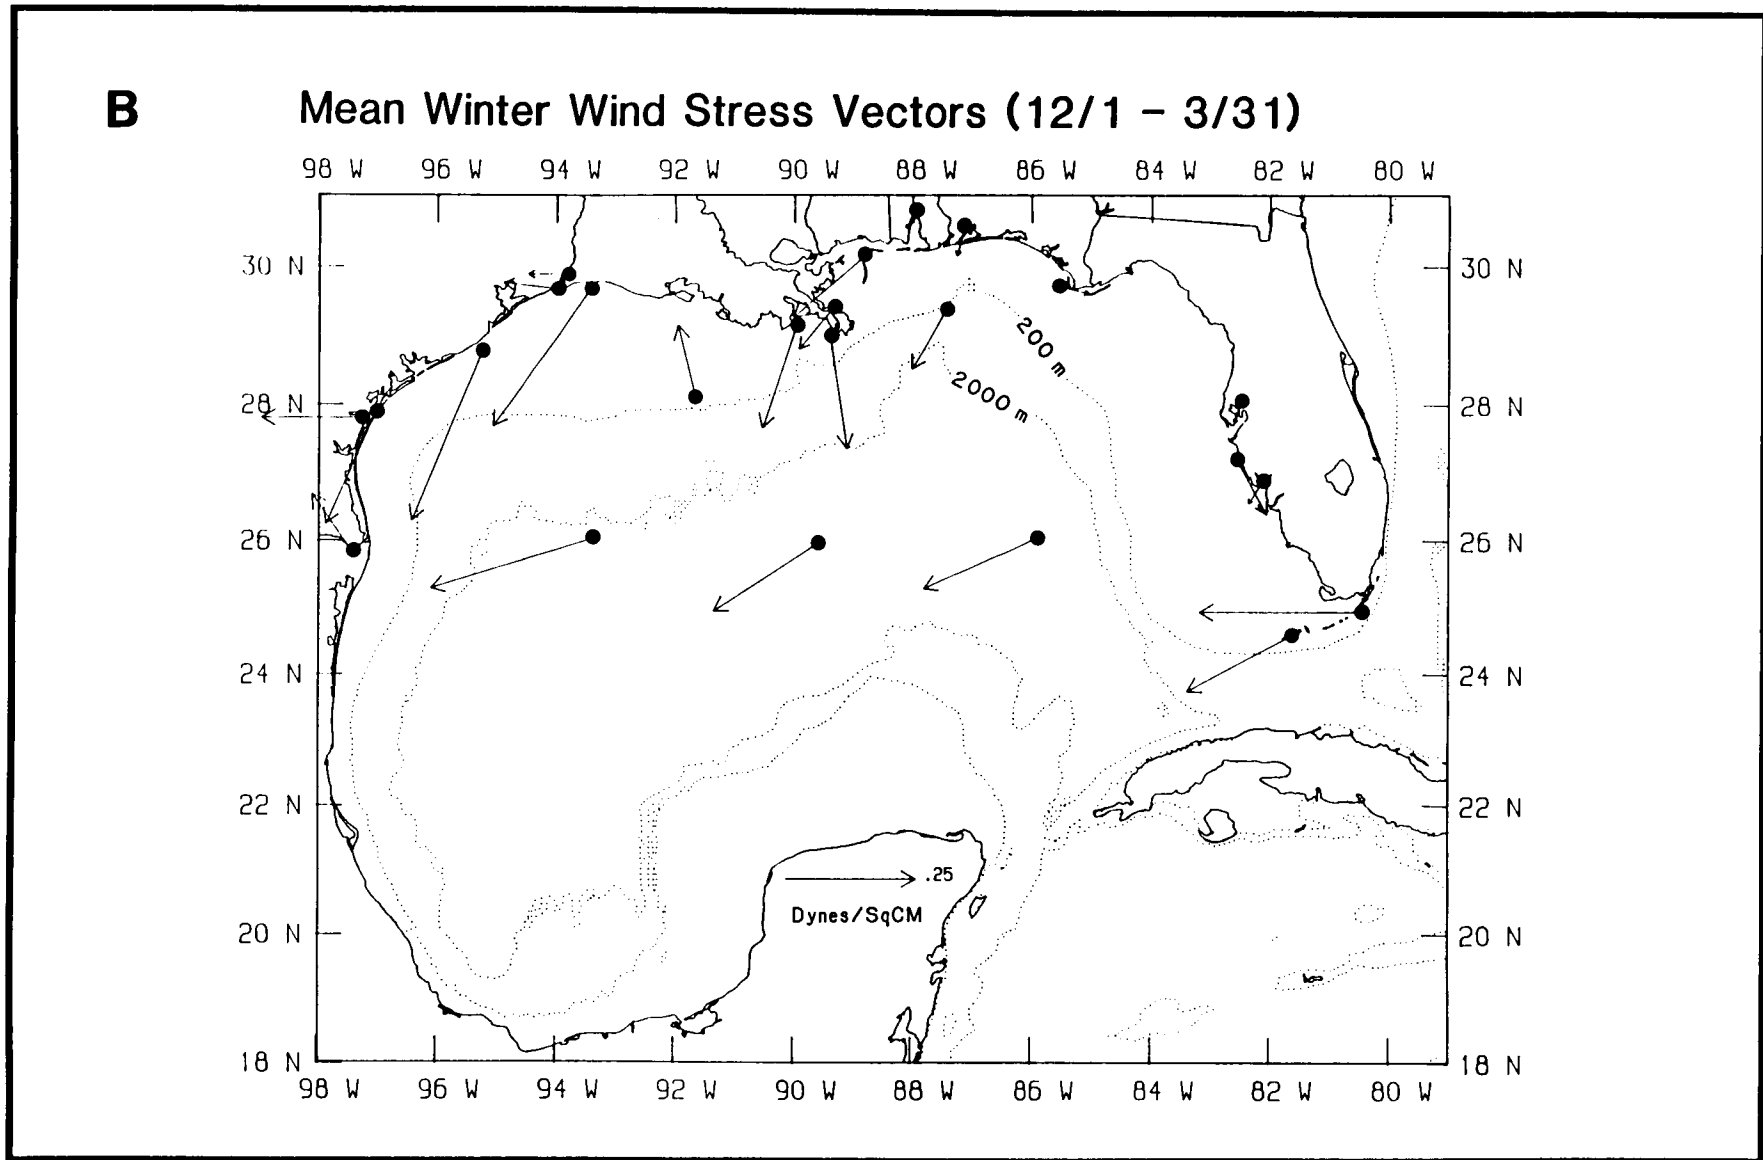 B Mean Winter Wind Stress Vectors (12/1 – 3/31)
98 W 96 W 94 W 92 W 90 W 88 W 86 W 84 W 82 W 80 W
30 N 30 N
200 m
2000 m
28 N 28 N
26 N 26 N
24 N 24 N
22 N 22 N
.25
Dynes/SqCM
20 N 20 N
18 N 18 N
98 W 96 W 94 W 92 W 90 W 88 W 86 W 84 W 82 W 80 W